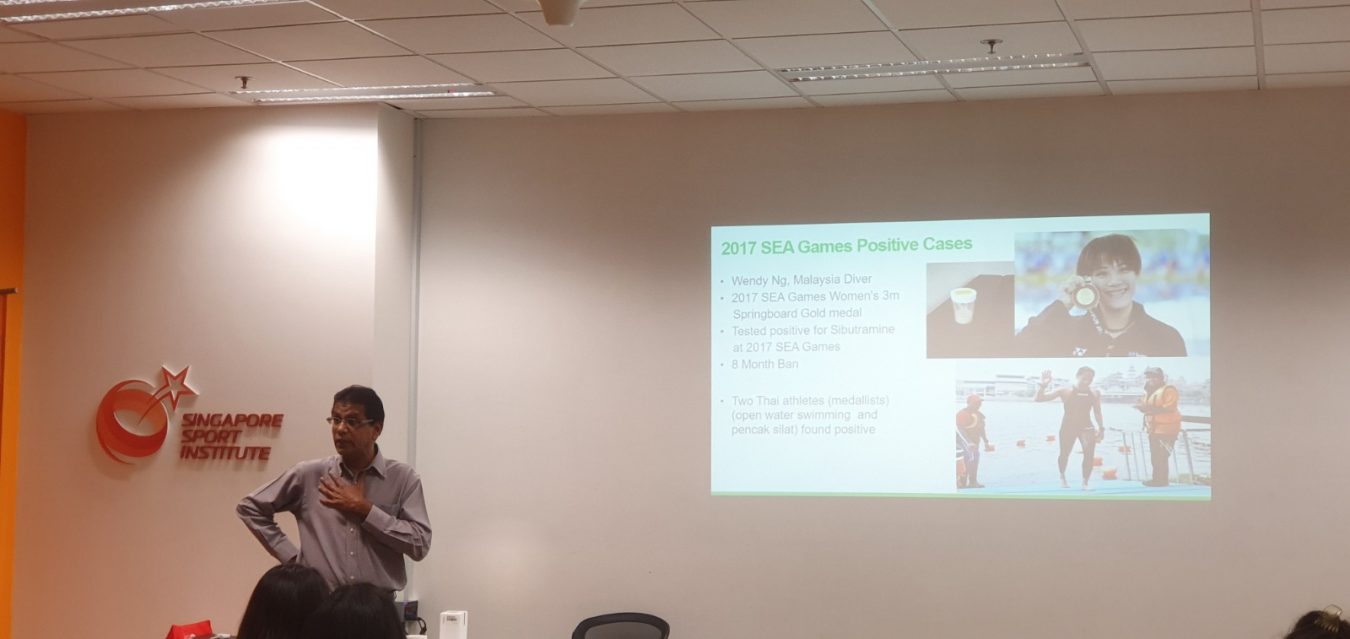 SINGAPORE
SPORT
INSTITUTE
2017 SEA Games Positive Cases
• Wendy Ng, Malaysia Diver
• 2017 SEA Games Women's 3m
Springboard Gold medal
• Tested positive for Sibutramine
at 2017 SEA Games
• 8 Month Ban
• Two Thai athletes (medallists)
(open water swimming and
pencak silat) found positive